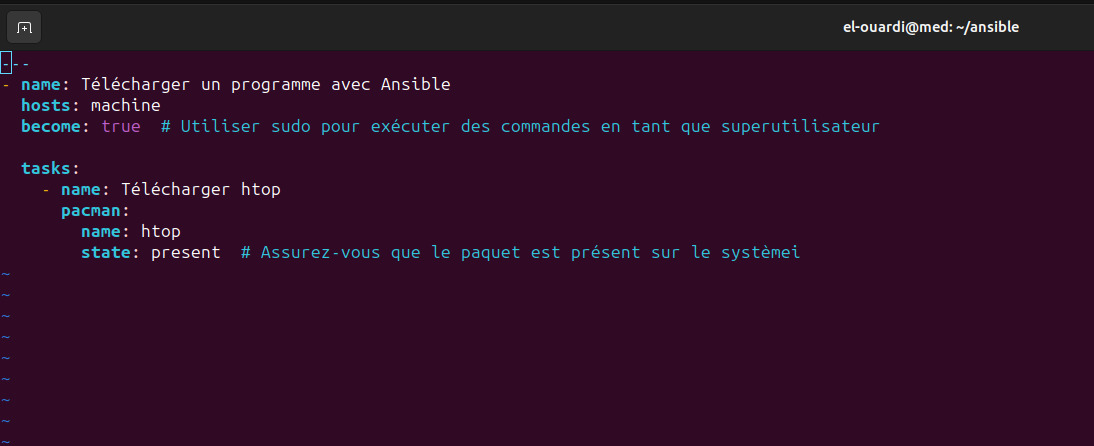 el-ouardi@med: ~/ansible
---
- name: Télécharger un programme avec Ansible
  hosts: machine
  become: true  # Utiliser sudo pour exécuter des commandes en tant que superutilisateur

  tasks:
    - name: Télécharger htop
      pacman:
        name: htop
        state: present  # Assurez-vous que le paquet est présent sur le systèmei
~
~
~
~
~
~
~
~
~